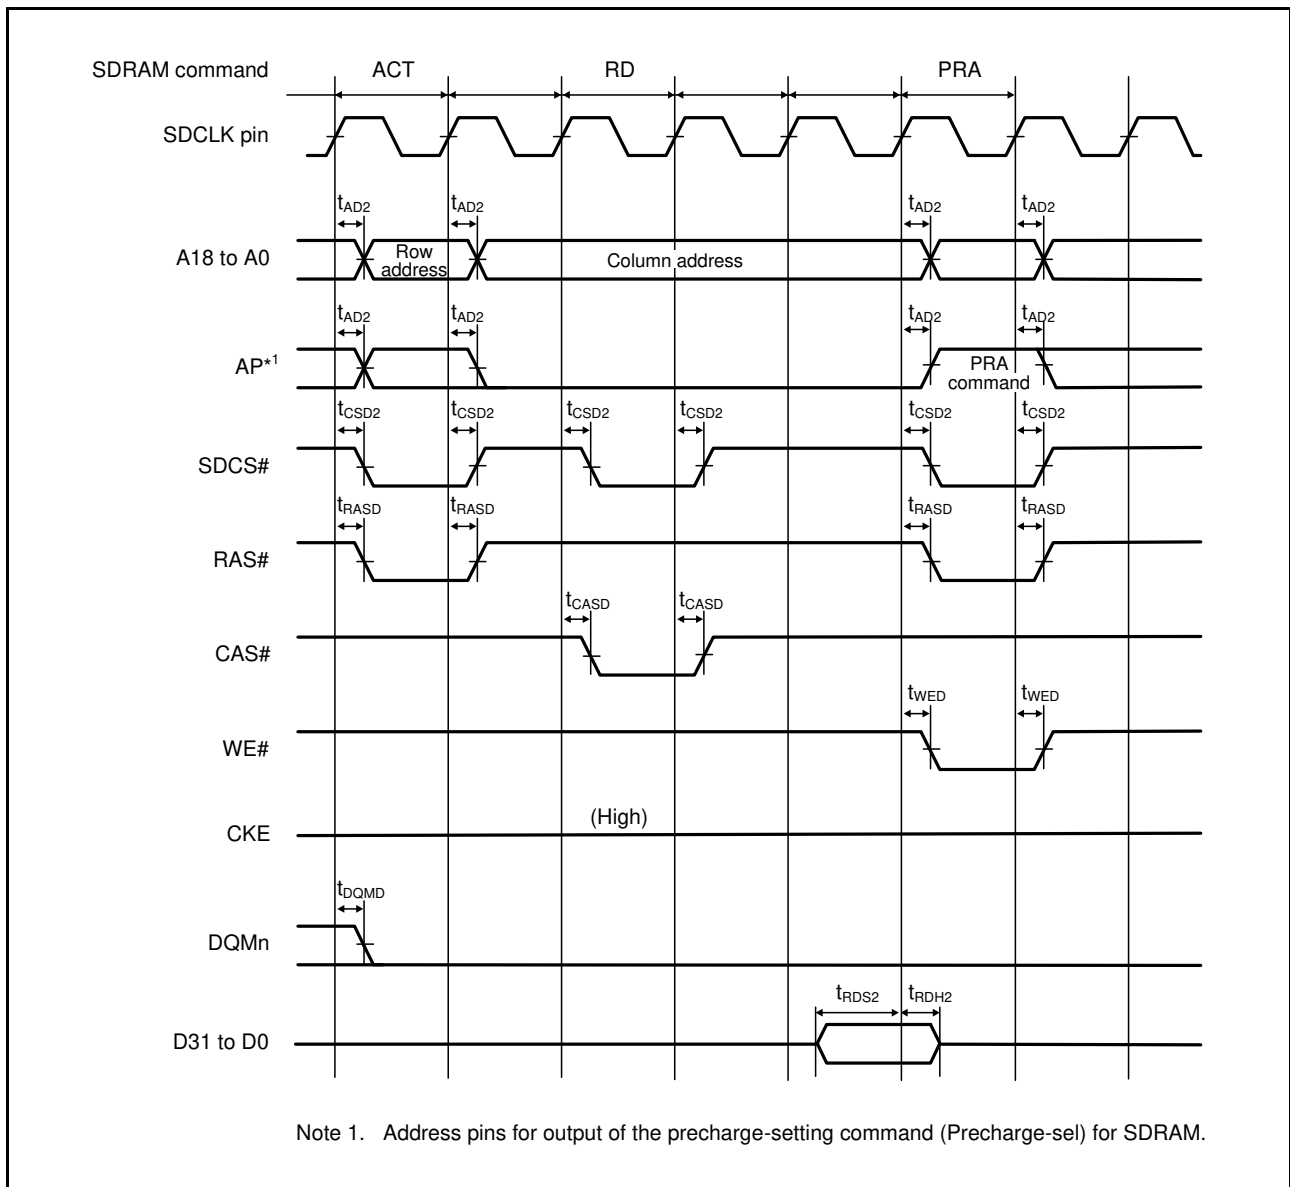 SDRAM command ACT RD PRA
SDCLK pin
tAD2 tAD2 tAD2 tAD2
A18 to A0 Row address Column address
tAD2 tAD2 tAD2 tAD2
AP*1 PRA command
tCSD2 tCSD2 tCSD2 tCSD2 tCSD2 tCSD2
SDCS#
tRASD tRASD tRASD tRASD
RAS#
tCASD tCASD
CAS#
tWED tWED
WE#
(High)
CKE
tDQMD
DQMn
tRDS2 tRDH2
D31 to D0
Note 1. Address pins for output of the precharge-setting command (Precharge-sel) for SDRAM.